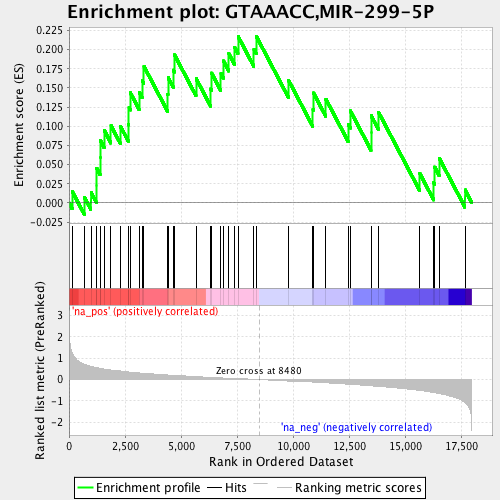 Enrichment plot: GTAAACC,MIR-299-5P
Enrichment score (ES)
0.225
0.200
0.175
0.150
0.125
0.100
0.075
0.050
0.025
0.000
-0.025
'na_pos' (positively correlated)
Ranked list metric (PreRanked)
3
2
1
0
-1
-2
Zero cross at 8480
'na_neg' (negatively correlated)
0
2,500
5,000
7,500
10,000
12,500
15,000
17,500
Rank in Ordered Dataset
Enrichment profile
Hits
Ranking metric scores